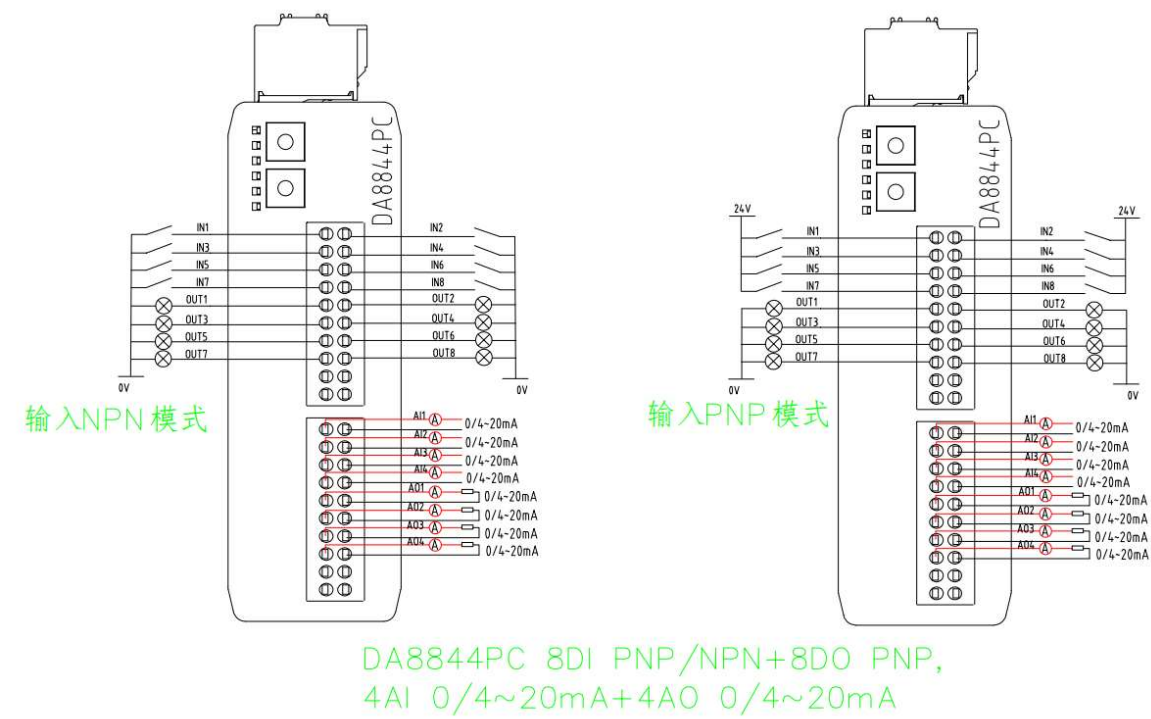 DA8844PC
IN1 IN2
IN3 IN4
IN5 IN6
IN7 IN8
OUT1 OUT2
OUT3 OUT4
OUT5 OUT6
OUT7 OUT8
0V 0V
输入NPN模式
AI1 0/4~20mA
AI2 0/4~20mA
AI3 0/4~20mA
AI4 0/4~20mA
AO1 0/4~20mA
AO2 0/4~20mA
AO3 0/4~20mA
AO4 0/4~20mA
DA8844PC
24V 24V
IN1 IN2
IN3 IN4
IN5 IN6
IN7 IN8
OUT1 OUT2
OUT3 OUT4
OUT5 OUT6
OUT7 OUT8
0V 0V
输入PNP模式
AI1 0/4~20mA
AI2 0/4~20mA
AI3 0/4~20mA
AI4 0/4~20mA
AO1 0/4~20mA
AO2 0/4~20mA
AO3 0/4~20mA
AO4 0/4~20mA
DA8844PC 8DI PNP/NPN+8DO PNP,
4AI 0/4~20mA+4AO 0/4~20mA